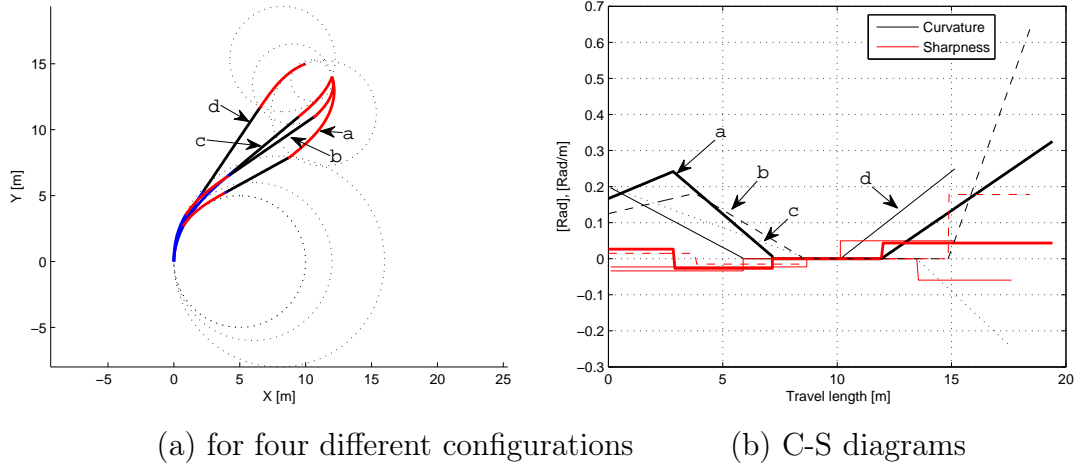 15
10
5
0
−5
Y [m]
−5
0
5
10
15
20
25
X [m]
d
c
a
b
0.7
0.6
0.5
0.4
0.3
0.2
0.1
0
−0.1
−0.2
−0.3
[Rad], [Rad/m]
0
5
10
15
20
Travel length [m]
Curvature
Sharpness
a
b
c
d
(a) for four different configurations
(b) C-S diagrams